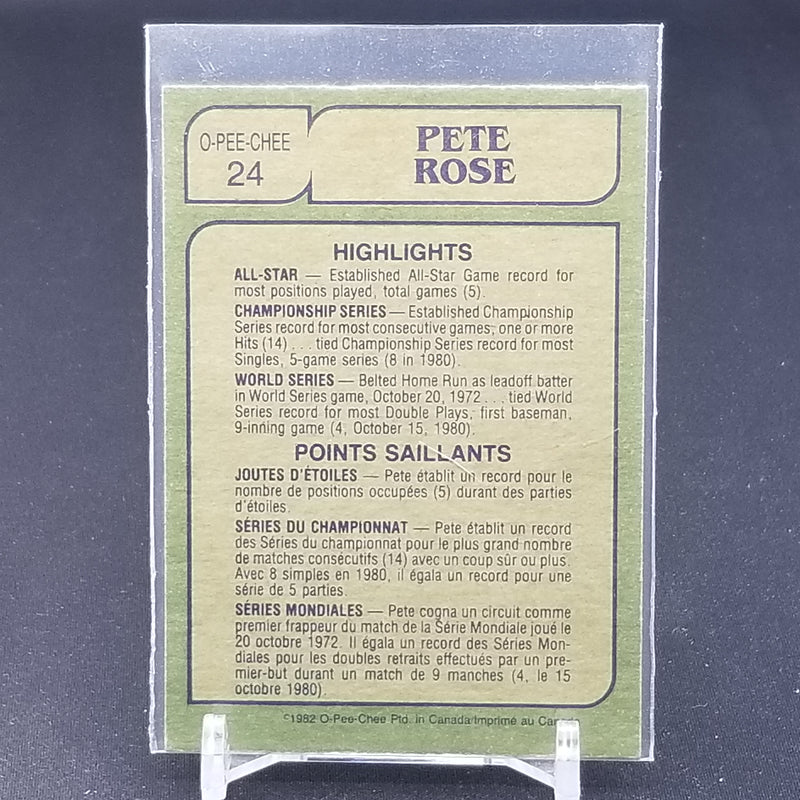 O-PEE-CHEE
24
PETE
ROSE
HIGHLIGHTS
ALL-STAR — Established All-Star Game record for
most positions played, total games (5).
CHAMPIONSHIP SERIES — Established Championship
Series record for most consecutive games, one or more
Hits (14) . . . tied Championship Series record for most
Singles, 5-game series (8 in 1980).
WORLD SERIES — Belted Home Run as leadoff batter
in World Series game, October 20, 1972 . . . tied World
Series record for most Double Plays, first baseman,
9-inning game (4, October 15, 1980).
POINTS SAILLANTS
JOUTES D'ÉTOILES — Pete établit un record pour le
nombre de positions occupées (5) durant des parties
d'étoiles.
SÉRIES DU CHAMPIONNAT — Pete établit un record
des Séries du championnat pour le plus grand nombre
de matches consécutifs (14) avec un coup sûr ou plus.
Avec 8 simples en 1980, il égala un record pour une
série de 5 parties.
SÉRIES MONDIALES — Pete cogna un circuit comme
premier frappeur du match de la Série Mondiale joué le
20 octobre 1972. Il égala un record des Séries Mon-
diales pour les doubles retraits effectués par un pre-
mier-but durant un match de 9 manches (4, le 15
octobre 1980).
©1982 O-Pee-Chee Ptd. in Canada/Imprimé au